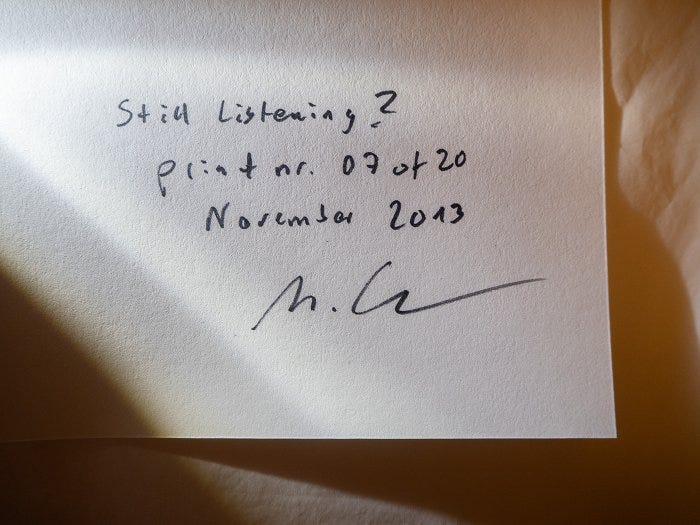 Still Listening?
print nr. 07 of 20
November 2013